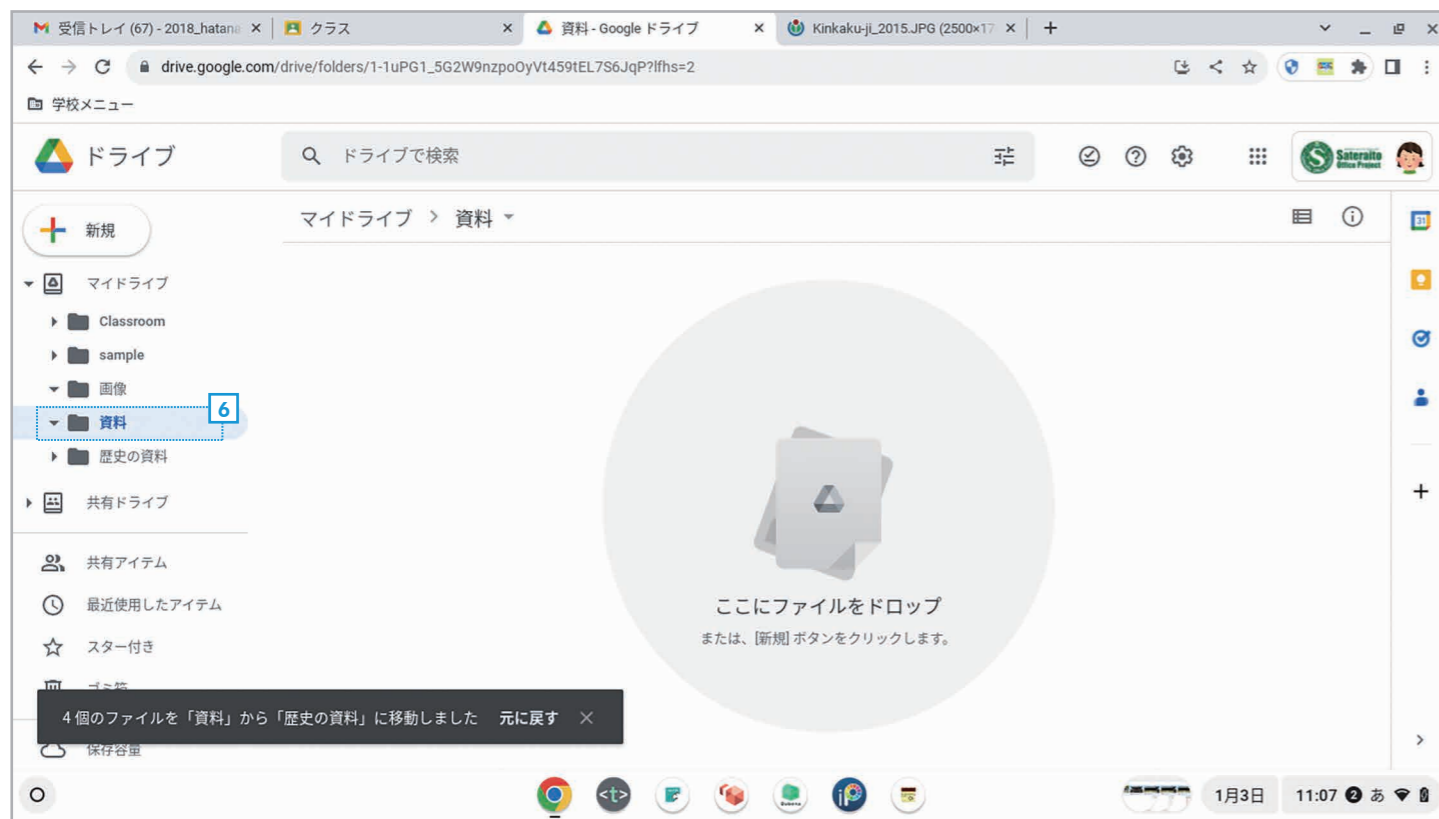 受信トレイ (67) - 2018_hatana
クラス
資料 - Google ドライブ
Kinkaku-ji_2015.JPG (2500×17
drive.google.com/drive/folders/1-1uPG1_5G2W9nzpoOyVt459tEL7S6JqP?lfhs=2
学校メニュー
ドライブ
ドライブで検索
Sateraito
Office Project
新規
マイドライブ > 資料
31
マイドライブ
Classroom
sample
画像
6
資料
歴史の資料
共有ドライブ
共有アイテム
最近使用したアイテム
スター付き
ゴミ箱
ここにファイルをドロップ
または、[新規] ボタンをクリックします。
4 個のファイルを「資料」から「歴史の資料」に移動しました 元に戻す
保存容量
<t>
iP
1月3日
11:07 2 あ